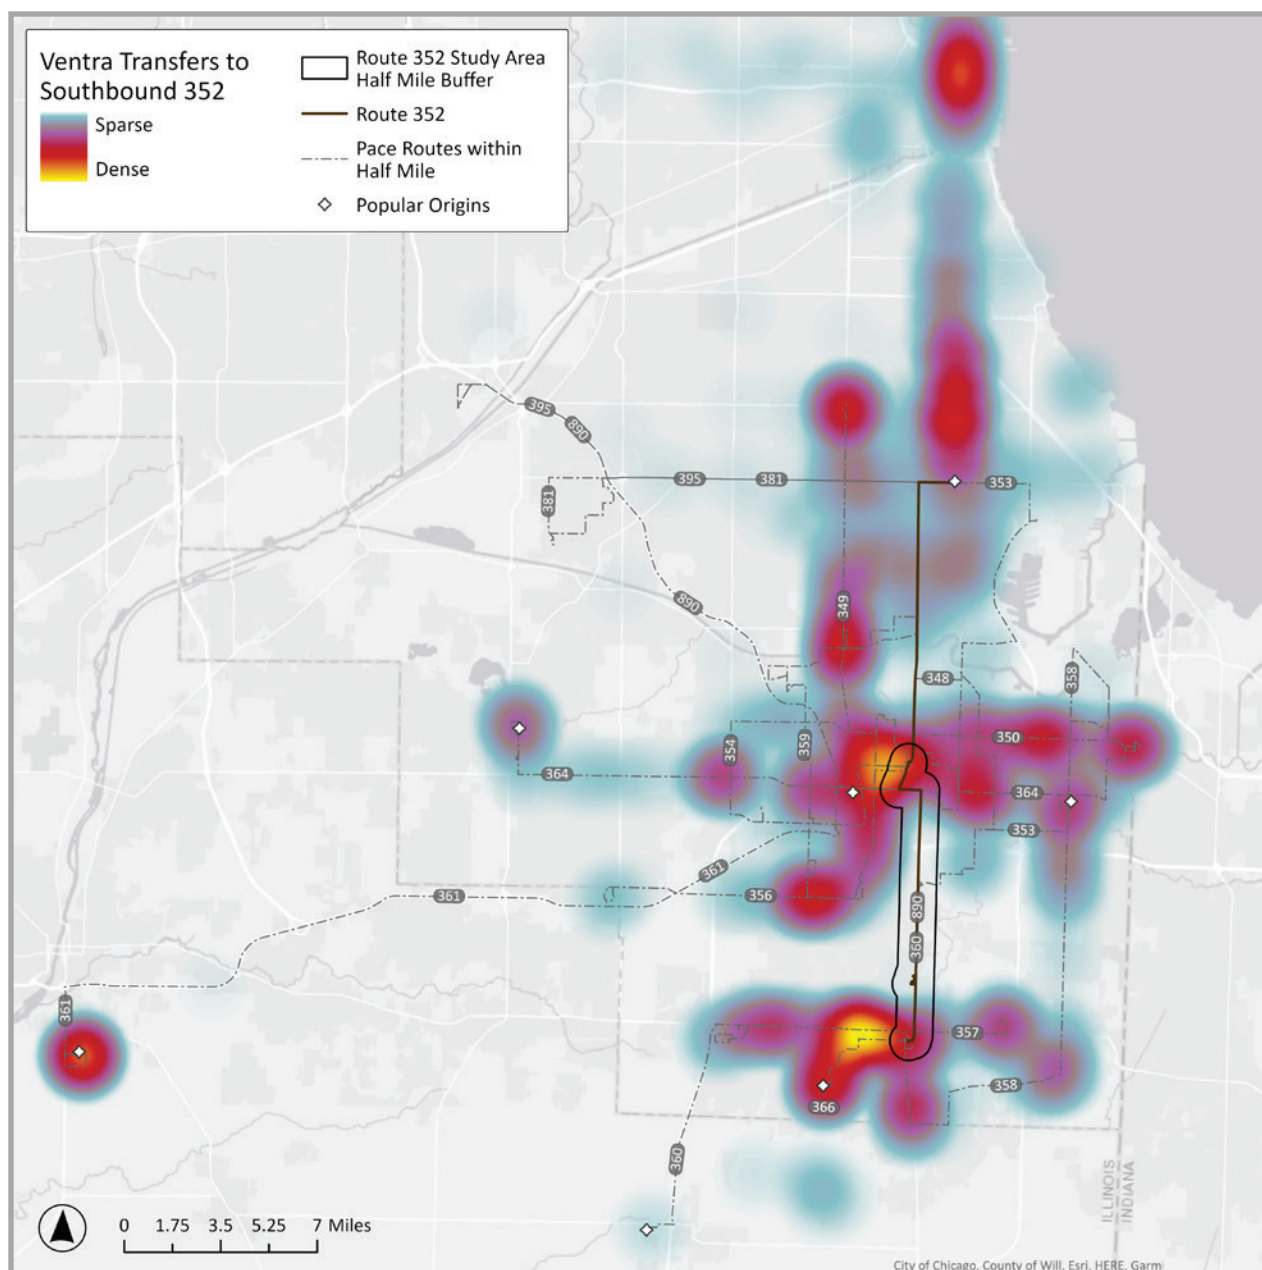 Ventra Transfers to
Southbound 352
Sparse
Dense
Route 352 Study Area
Half Mile Buffer
Route 352
Pace Routes within
Half Mile
Popular Origins
395
890
395
381
353
381
890
349
348
358
350
354
359
364
364
353
361
356
361
890
360
361
357
358
366
360
ILLINOIS
INDIANA
0 1.75 3.5 5.25 7 Miles
City of Chicago, County of Will, Esri, HERE, Garmi